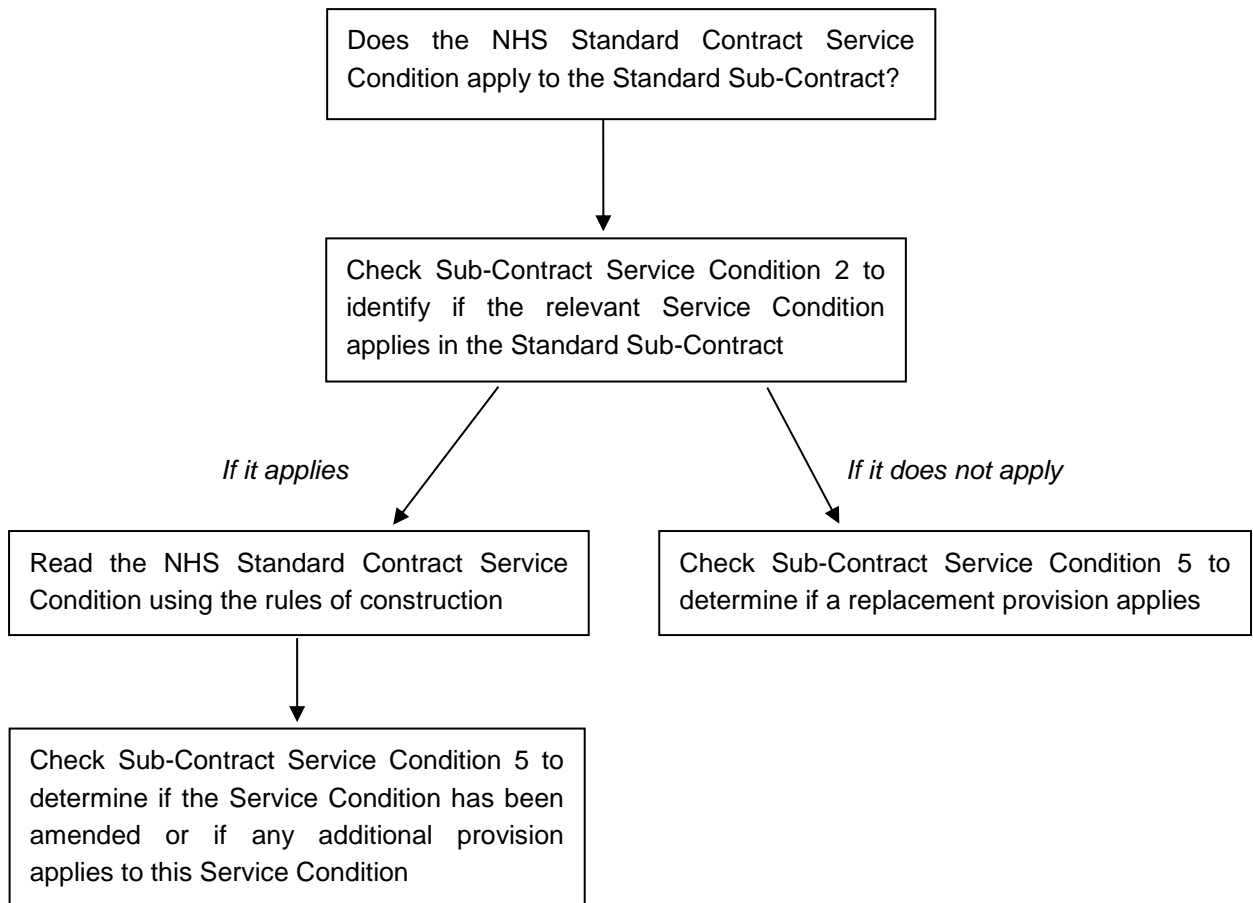 Does the NHS Standard Contract Service
Condition apply to the Standard Sub-Contract?
Check Sub-Contract Service Condition 2 to
identify if the relevant Service Condition
applies in the Standard Sub-Contract
If it applies
If it does not apply
Read the NHS Standard Contract Service
Condition using the rules of construction
Check Sub-Contract Service Condition 5 to
determine if a replacement provision applies
Check Sub-Contract Service Condition 5 to
determine if the Service Condition has been
amended or if any additional provision
applies to this Service Condition